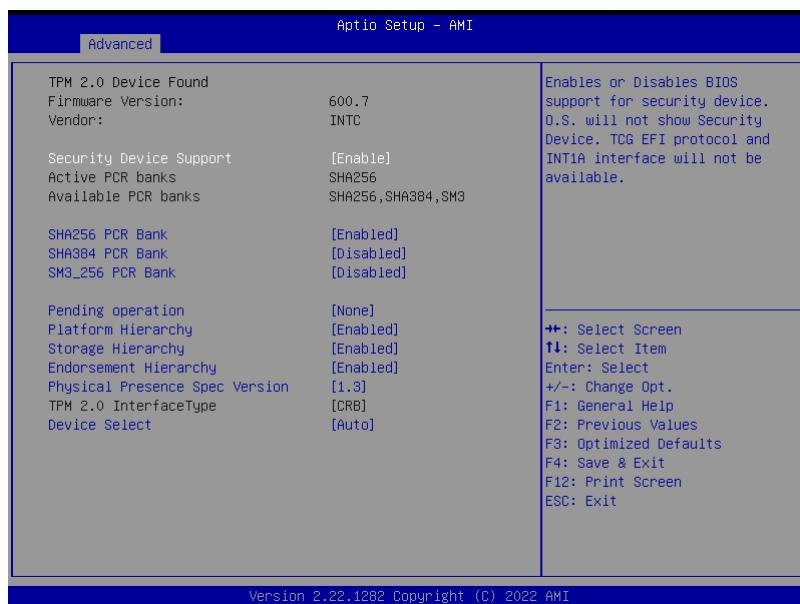 Aptio Setup – AMI
Advanced
TPM 2.0 Device Found
Firmware Version: 600.7
Vendor: INTC
Security Device Support [Enable]
Active PCR banks SHA256
Available PCR banks SHA256,SHA384,SM3
SHA256 PCR Bank [Enabled]
SHA384 PCR Bank [Disabled]
SM3_256 PCR Bank [Disabled]
Pending operation [None]
Platform Hierarchy [Enabled]
Storage Hierarchy [Enabled]
Endorsement Hierarchy [Enabled]
Physical Presence Spec Version [1.3]
TPM 2.0 InterfaceType [CRB]
Device Select [Auto]
Enables or Disables BIOS
support for security device.
O.S. will not show Security
Device. TCG EFI protocol and
INT1A interface will not be
available.
→←: Select Screen
↑↓: Select Item
Enter: Select
+/-: Change Opt.
F1: General Help
F2: Previous Values
F3: Optimized Defaults
F4: Save & Exit
F12: Print Screen
ESC: Exit
Version 2.22.1282 Copyright (C) 2022 AMI